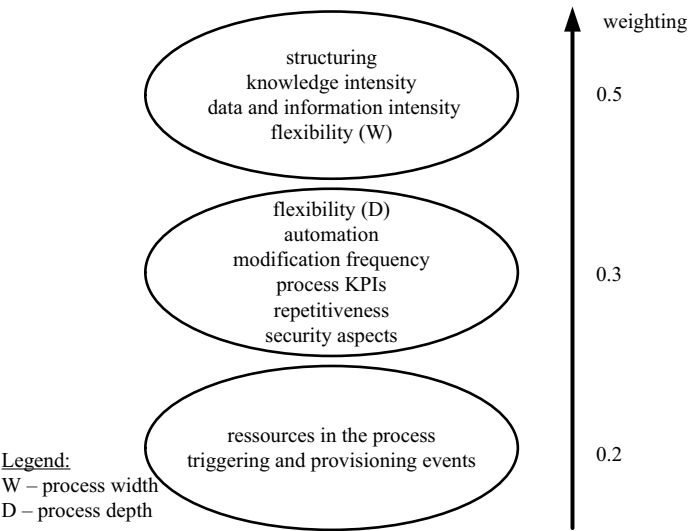 weighting
structuring
knowledge intensity
data and information intensity
flexibility (W)
0.5
flexibility (D)
automation
modification frequency
process KPIs
repetitiveness
security aspects
0.3
ressources in the process
triggering and provisioning events
0.2
Legend:
W – process width
D – process depth